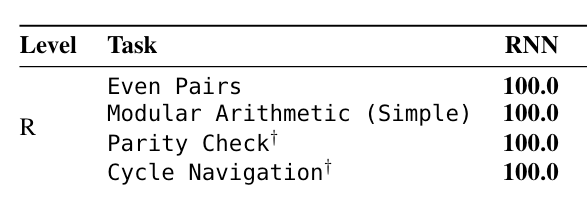 Level Task RNN
Even Pairs 100.0
Modular Arithmetic (Simple) 100.0
R
Parity Check† 100.0
Cycle Navigation† 100.0